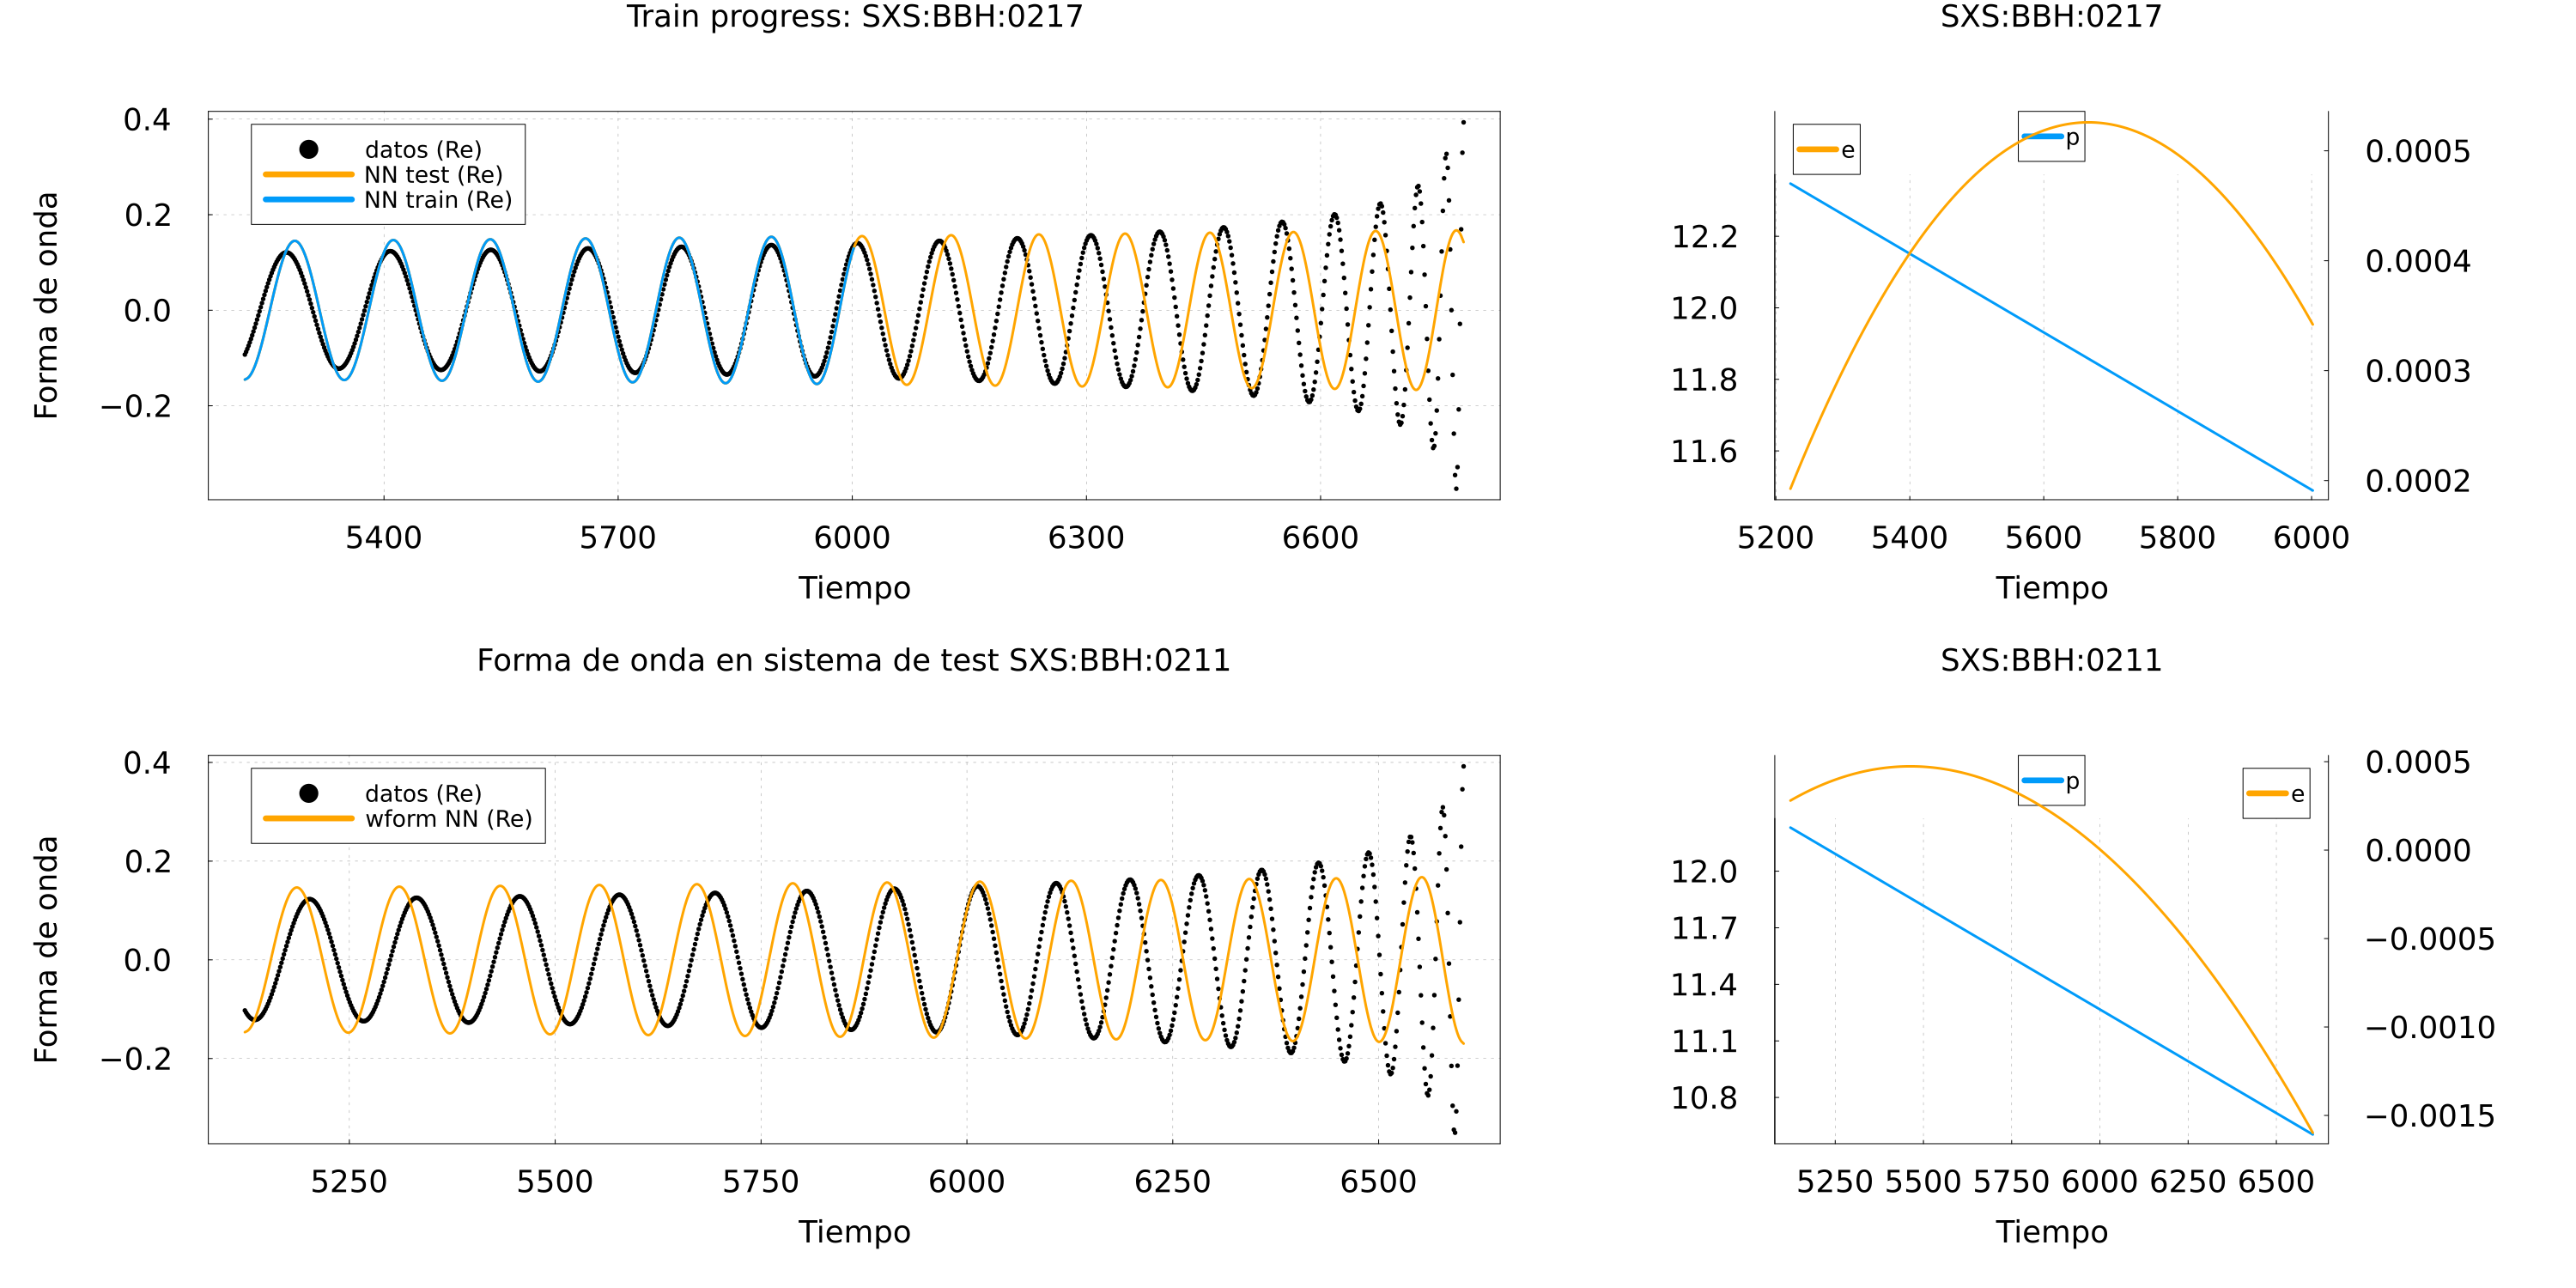 Train progress: SXS:BBH:0217
SXS:BBH:0217
Forma de onda
0.4
0.2
0.0
−0.2
datos (Re)
NN test (Re)
NN train (Re)
5400 5700 6000 6300 6600
Tiempo
e
p
12.2
12.0
11.8
11.6
0.0005
0.0004
0.0003
0.0002
5200 5400 5600 5800 6000
Tiempo
Forma de onda en sistema de test SXS:BBH:0211
SXS:BBH:0211
Forma de onda
0.4
0.2
0.0
−0.2
datos (Re)
wform NN (Re)
5250 5500 5750 6000 6250 6500
Tiempo
p
e
12.0
11.7
11.4
11.1
10.8
0.0005
0.0000
−0.0005
−0.0010
−0.0015
5250 5500 5750 6000 6250 6500
Tiempo